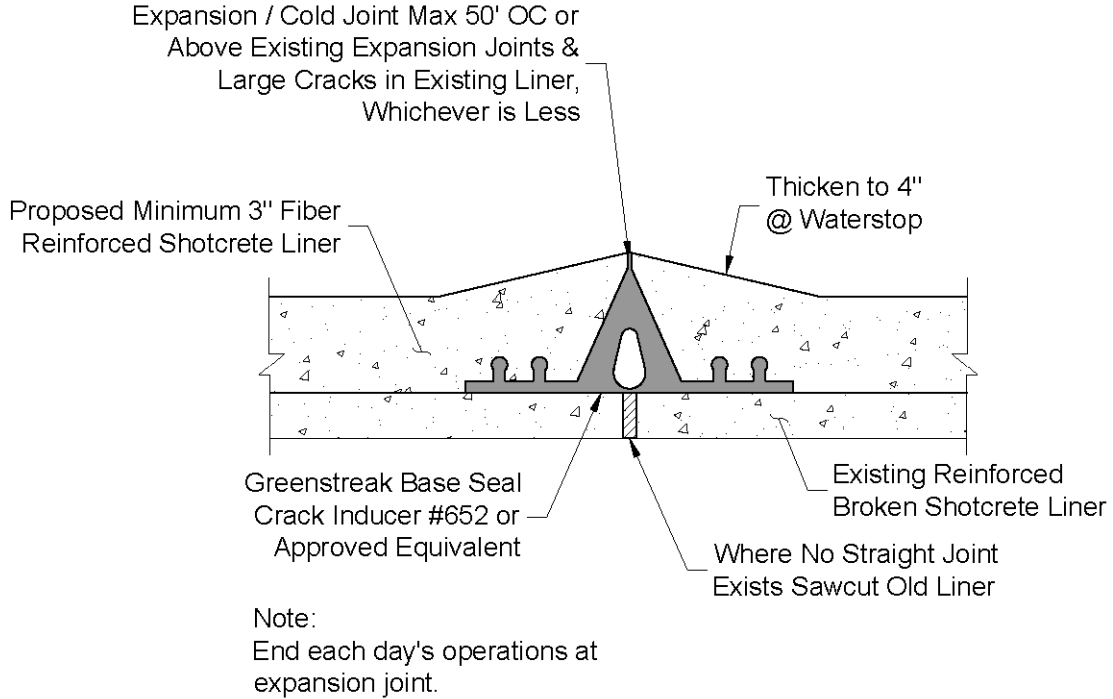 Expansion / Cold Joint Max 50' OC or
Above Existing Expansion Joints &
Large Cracks in Existing Liner,
Whichever is Less
Proposed Minimum 3" Fiber
Reinforced Shotcrete Liner
Thicken to 4"
@ Waterstop
Greenstreak Base Seal
Crack Inducer #652 or
Approved Equivalent
Existing Reinforced
Broken Shotcrete Liner
Where No Straight Joint
Exists Sawcut Old Liner
Note:
End each day's operations at
expansion joint.